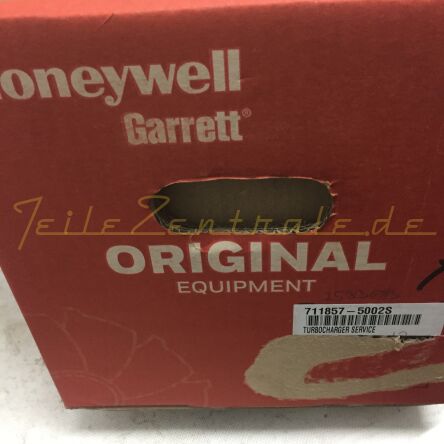 oneywell
Garrett®
TeileZentrale.de
ORIGINAL
EQUIPMENT
711857-5002S
TURBOCHARGER SERVICE